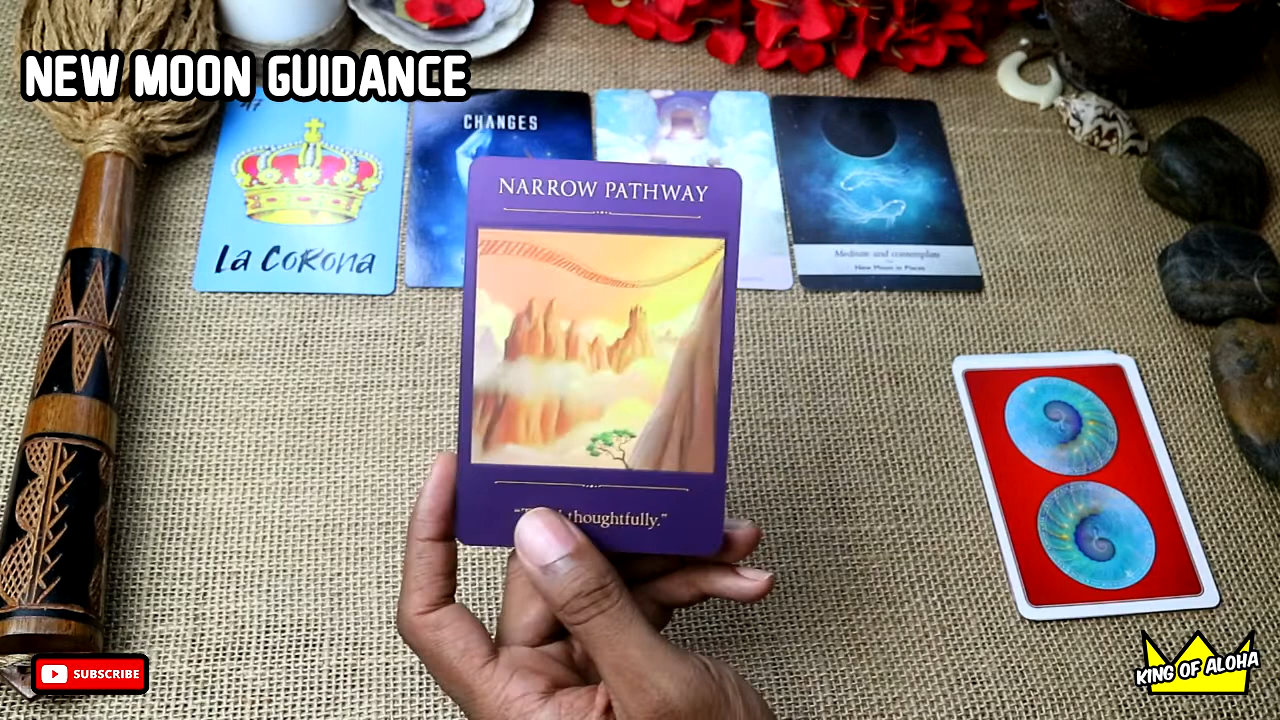 NEW MOON GUIDANCE
La CoRona
CHANGES
Meditate and contemplate
New Moon in Pisces
NARROW PATHWAY
thoughtfully."
SUBSCRIBE
KING OF ALOHA